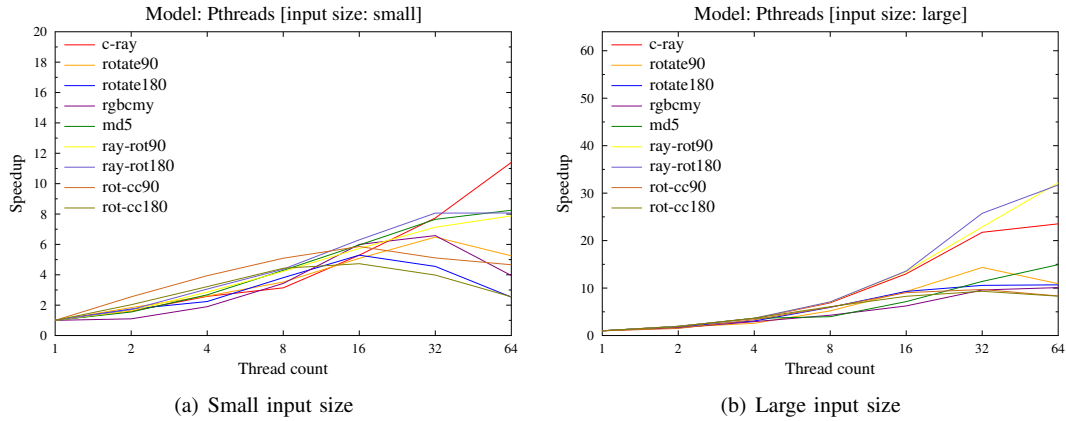 Model: Pthreads [input size: small]
20
18
16
14
12
10
8
6
4
2
0
Speedup
c-ray
rotate90
rotate180
rgbcmy
md5
ray-rot90
ray-rot180
rot-cc90
rot-cc180
1 2 4 8 16 32 64
Thread count
(a) Small input size
Model: Pthreads [input size: large]
60
50
40
30
20
10
0
Speedup
c-ray
rotate90
rotate180
rgbcmy
md5
ray-rot90
ray-rot180
rot-cc90
rot-cc180
1 2 4 8 16 32 64
Thread count
(b) Large input size